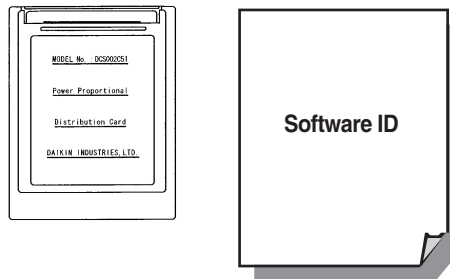 MODEL No. : DCS002C51
Power Proportional
Distribution Card
DAIKIN INDUSTRIES,LTD.
Software ID